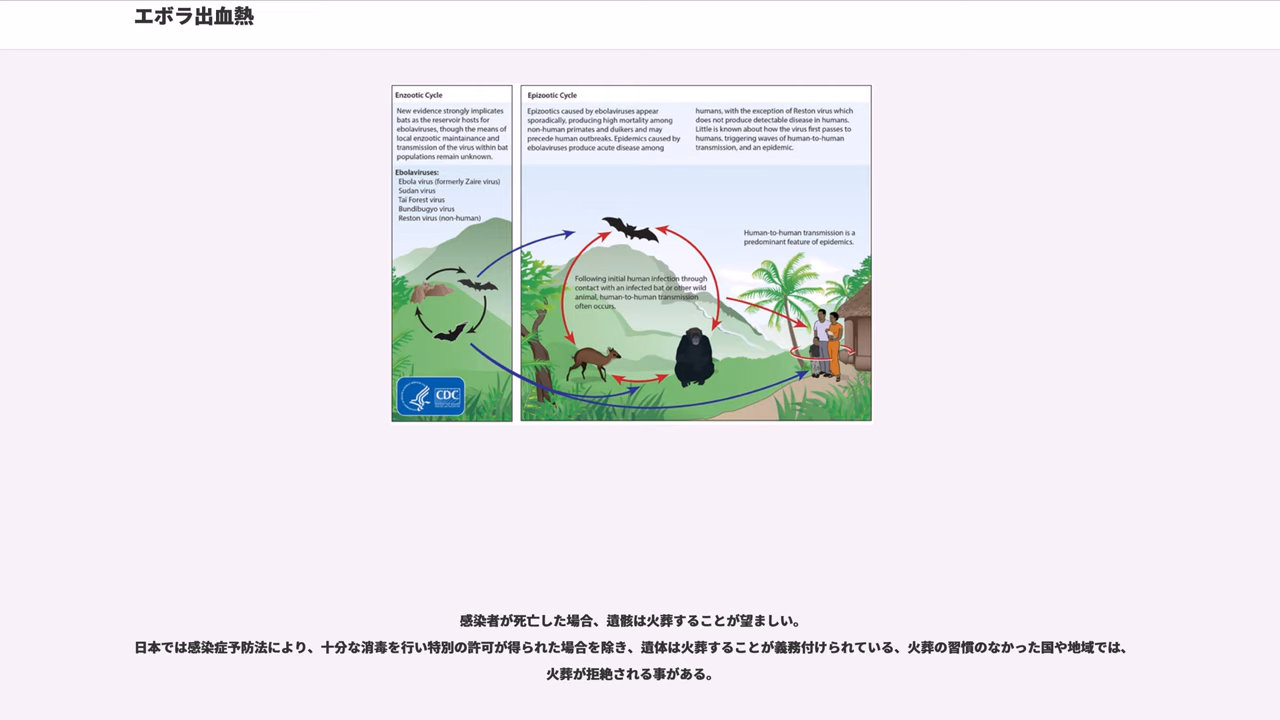 エボラ出血熱
Enzootic Cycle
New evidence strongly implicates
bats as the reservoir hosts for
ebolaviruses, though the means of
local enzootic maintainance and
transmission of the virus within bat
populations remain unknown.
Ebolaviruses:
Ebola virus (formerly Zaire virus)
Sudan virus
Taï Forest virus
Bundibugyo virus
Reston virus (non-human)
CDC
Epizootic Cycle
Epizootics caused by ebolaviruses appear
sporadically, producing high mortality among
non-human primates and duikers and may
precede human outbreaks. Epidemics caused by
ebolaviruses produce acute disease among
humans, with the exception of Reston virus which
does not produce detectable disease in humans.
Little is known about how the virus first passes to
humans, triggering waves of human-to-human
transmission, and an epidemic.
Human-to-human transmission is a
predominant feature of epidemics.
Following initial human infection through
contact with an infected bat or other wild
animal, human-to-human transmission
often occurs.
感染者が死亡した場合、遺骸は火葬することが望ましい。
日本では感染症予防法により、十分な消毒を行い特別の許可が得られた場合を除き、遺体は火葬することが義務付けられている、火葬の習慣のなかった国や地域では、
火葬が拒絶される事がある。